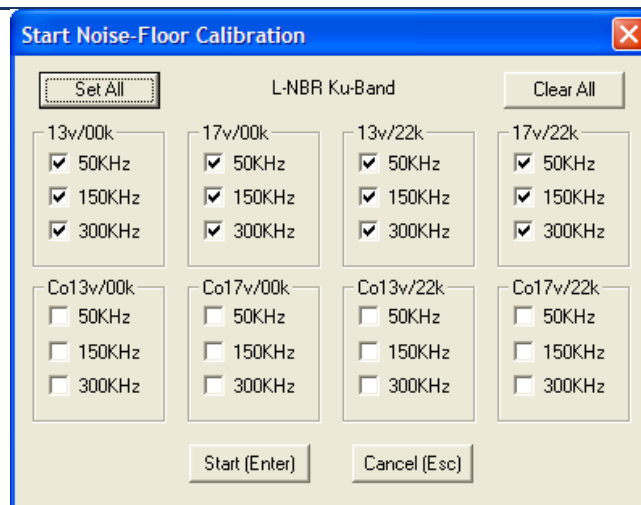 Start Noise-Floor Calibration
Set All L-NBR Ku-Band Clear All
13v/00k 17v/00k 13v/22k 17v/22k
50KHz 50KHz 50KHz 50KHz
150KHz 150KHz 150KHz 150KHz
300KHz 300KHz 300KHz 300KHz
Co13v/00k Co17v/00k Co13v/22k Co17v/22k
50KHz 50KHz 50KHz 50KHz
150KHz 150KHz 150KHz 150KHz
300KHz 300KHz 300KHz 300KHz
Start (Enter) Cancel (Esc)